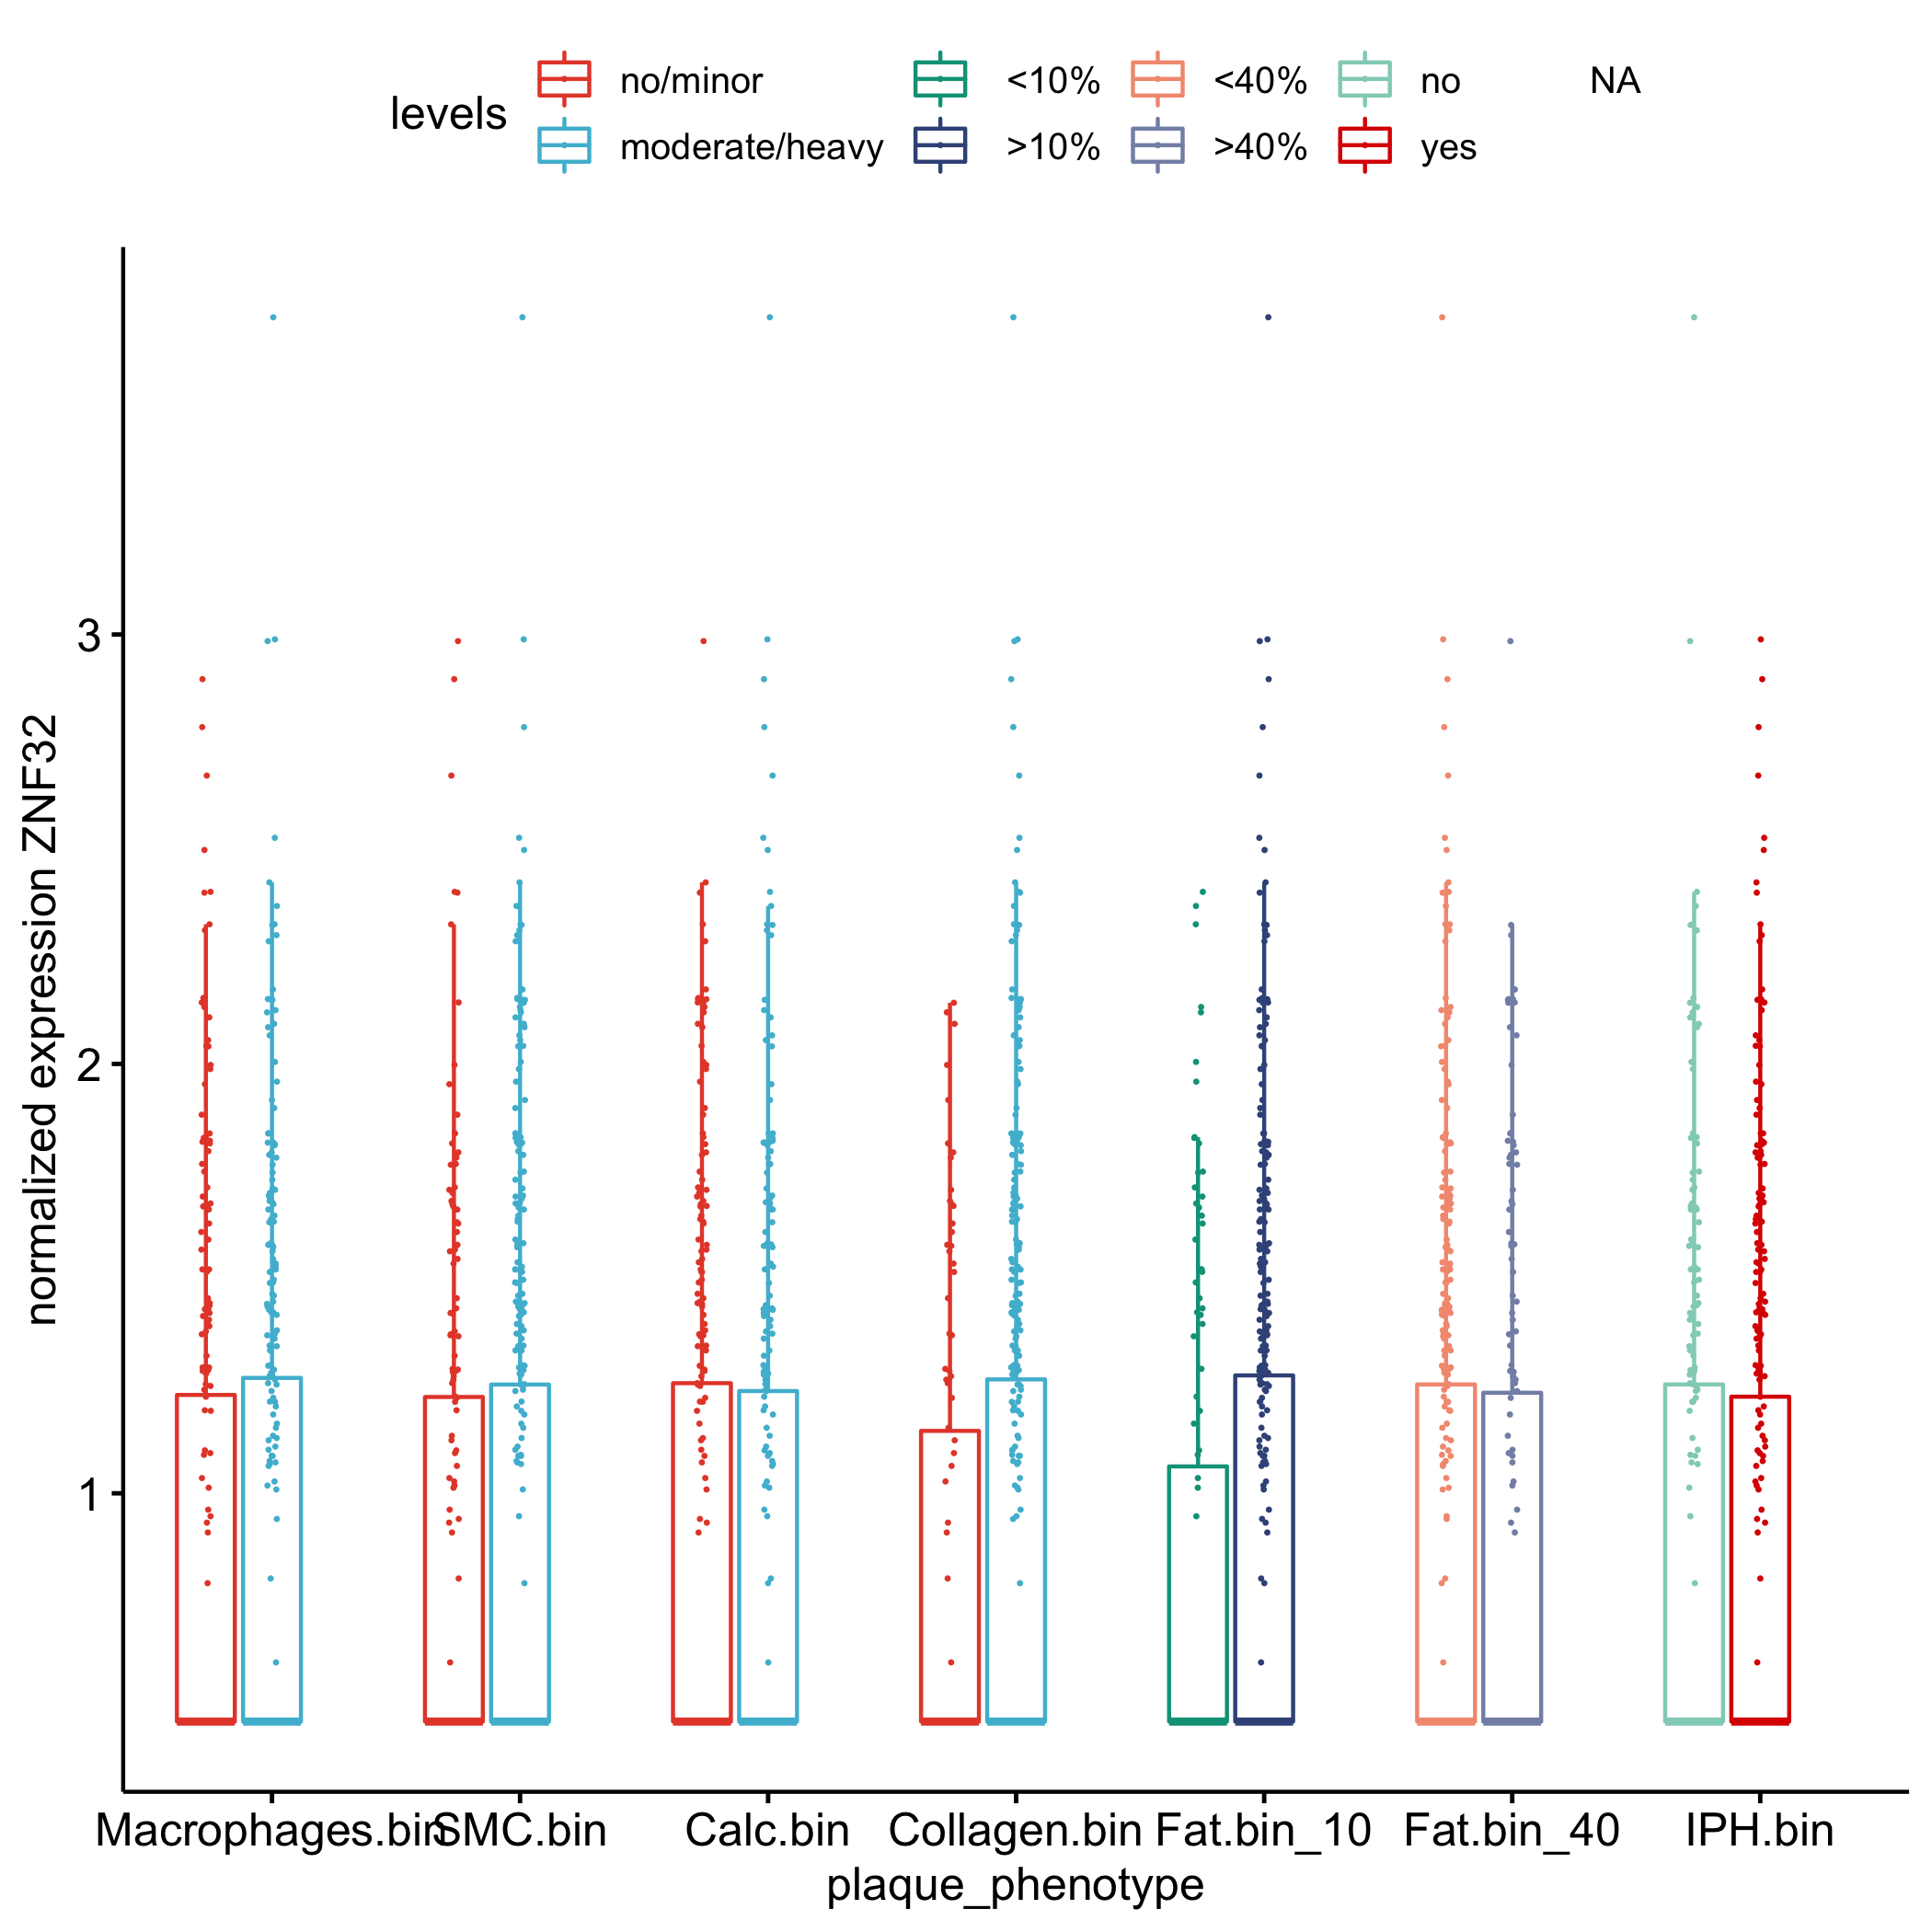 levels
no/minor <10% <40% no NA
moderate/heavy >10% >40% yes
normalized expression ZNF32
3
2
1
Macrophages.bin SMC.bin Calc.bin Collagen.bin Fat.bin_10 Fat.bin_40 IPH.bin
plaque_phenotype